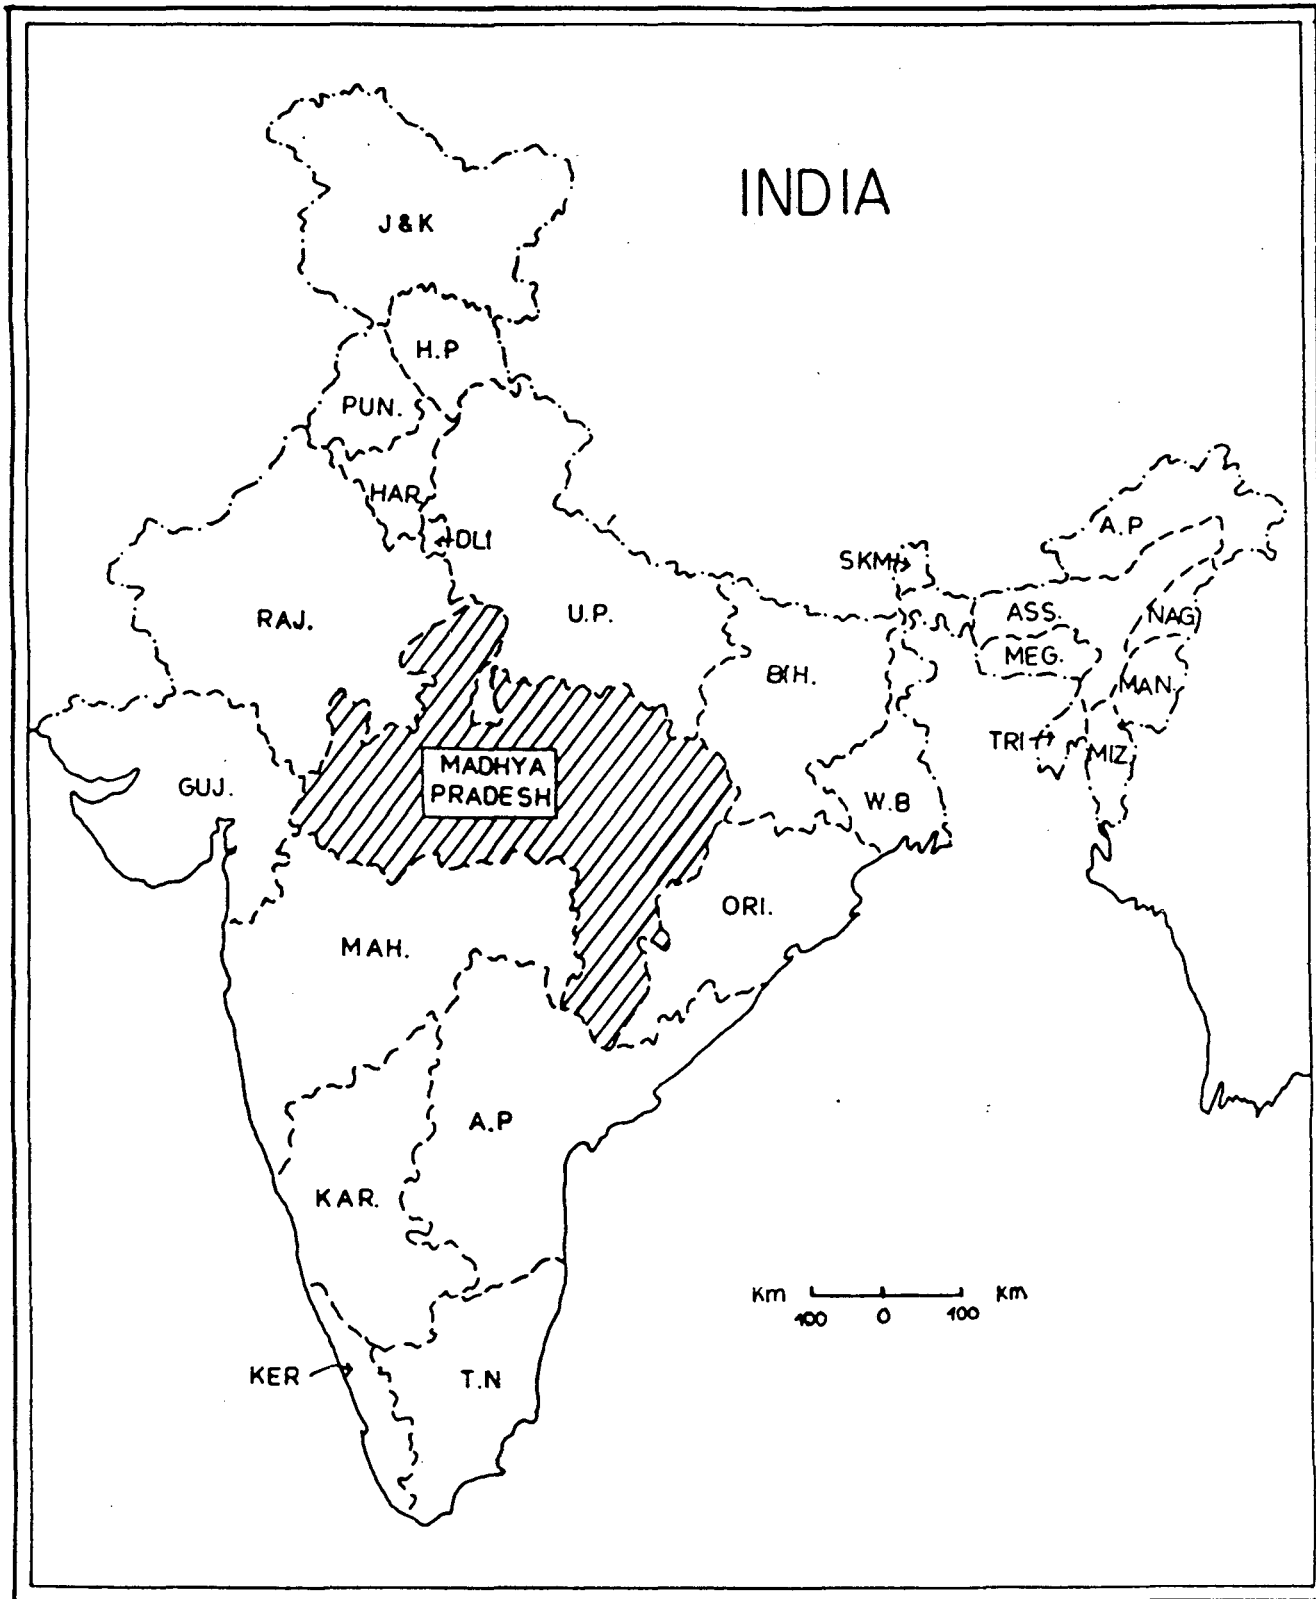 INDIA
J & K
H.P
PUN.
HAR
DLI
A.P
SKM
RAJ.
U.P.
ASS.
NAG
BIH.
MEG.
MAN.
TRI
MIZ
GUJ.
MADHYA
PRADESH
W.B
ORI.
MAH.
A.P
KAR.
Km 100 0 100 Km
KER
T.N